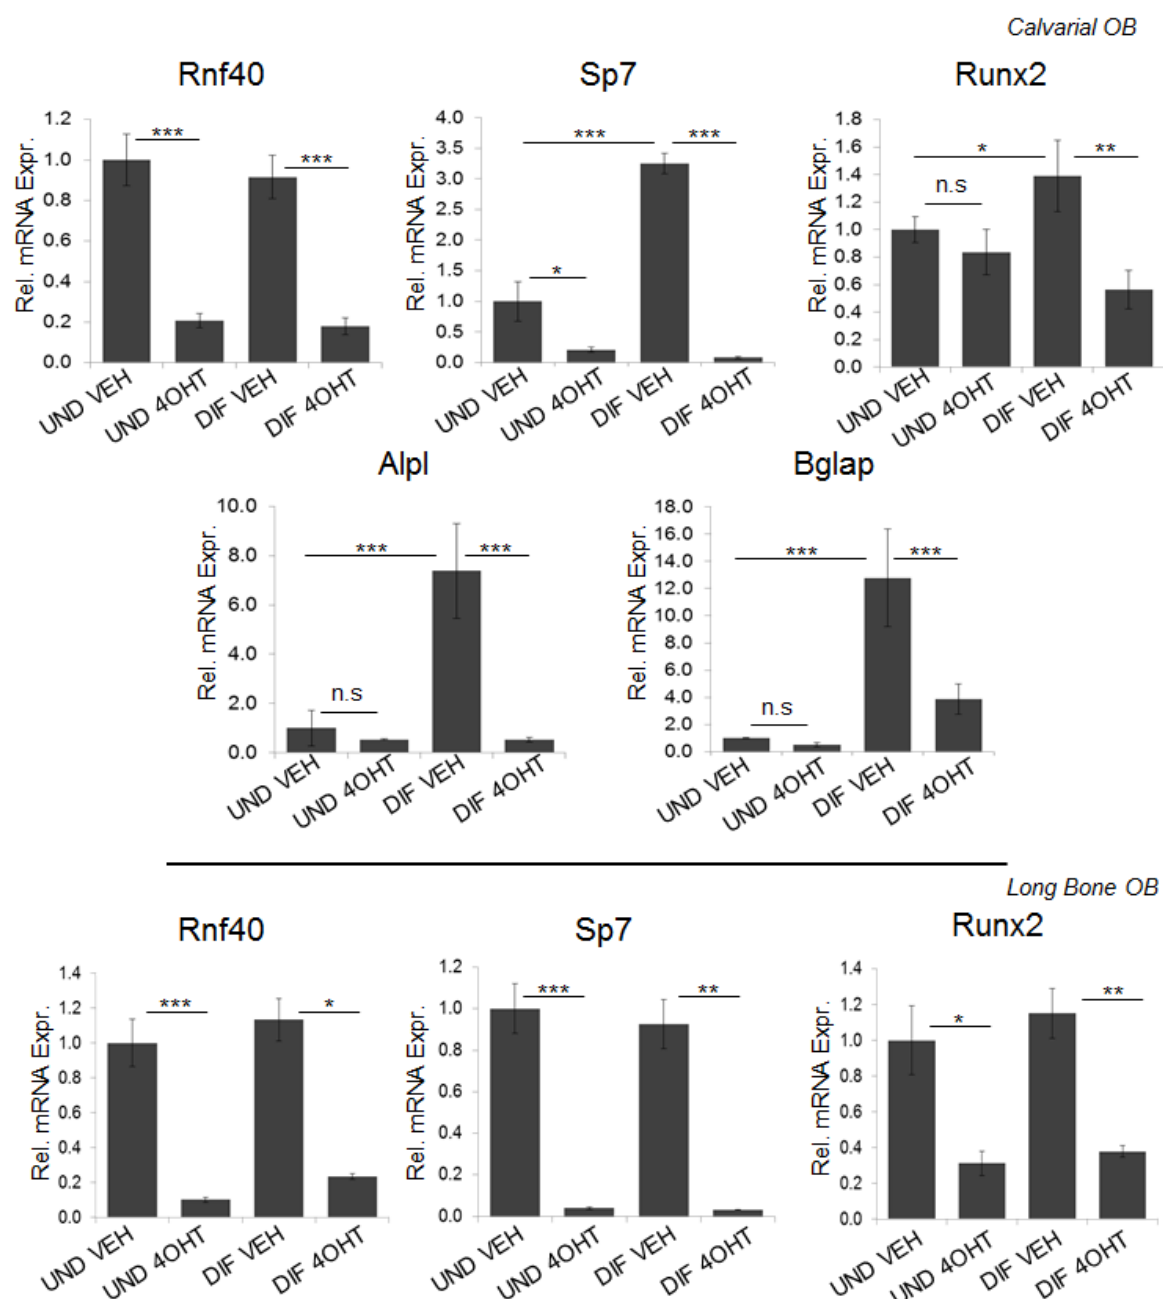 Calvarial OB
Rnf40
Sp7
Runx2
Rel. mRNA Expr.
1.2
1.0
0.8
0.6
0.4
0.2
0.0
***
***
UND VEH
UND 4OHT
DIF VEH
DIF 4OHT
Rel. mRNA Expr.
4.0
3.5
3.0
2.5
2.0
1.5
1.0
0.5
0.0
***
***
*
UND VEH
UND 4OHT
DIF VEH
DIF 4OHT
Rel. mRNA Expr.
1.8
1.6
1.4
1.2
1.0
0.8
0.6
0.4
0.2
0.0
*
**
n.s
UND VEH
UND 4OHT
DIF VEH
DIF 4OHT
Alpl
Bglap
Rel. mRNA Expr.
10.0
8.0
6.0
4.0
2.0
0.0
***
***
n.s
UND VEH
UND 4OHT
DIF VEH
DIF 4OHT
Rel. mRNA Expr.
18.0
16.0
14.0
12.0
10.0
8.0
6.0
4.0
2.0
0.0
***
***
n.s
UND VEH
UND 4OHT
DIF VEH
DIF 4OHT
Long Bone OB
Rnf40
Sp7
Runx2
Rel. mRNA Expr.
1.4
1.2
1.0
0.8
0.6
0.4
0.2
0.0
***
*
UND VEH
UND 4OHT
DIF VEH
DIF 4OHT
Rel. mRNA Expr.
1.2
1.0
0.8
0.6
0.4
0.2
0.0
***
**
UND VEH
UND 4OHT
DIF VEH
DIF 4OHT
Rel. mRNA Expr.
1.4
1.2
1.0
0.8
0.6
0.4
0.2
0.0
*
**
UND VEH
UND 4OHT
DIF VEH
DIF 4OHT